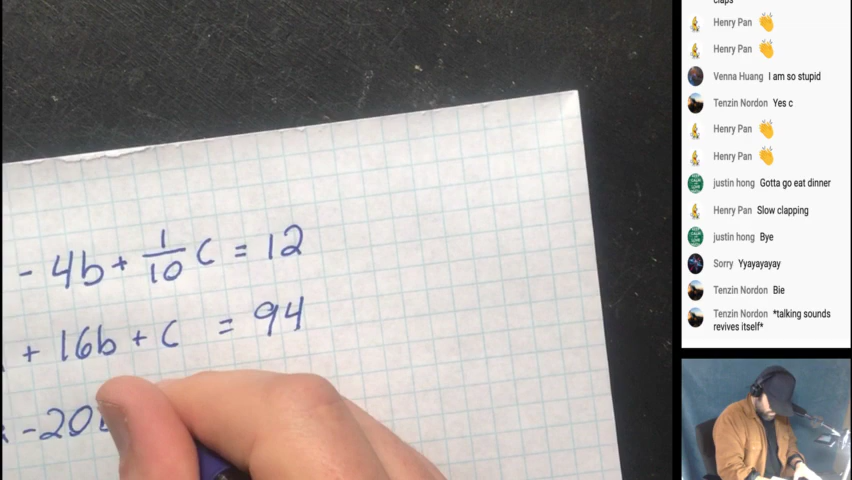 - 4b + 1/10 c = 12
+ 16b + c = 94
-20
claps
Henry Pan 👏
Henry Pan 👏
Venna Huang I am so stupid
Tenzin Nordon Yes c
Henry Pan 👏
Henry Pan 👏
justin hong Gotta go eat dinner
Henry Pan Slow clapping
justin hong Bye
Sorry Yyayayayay
Tenzin Nordon Bie
Tenzin Nordon *talking sounds
revives itself*